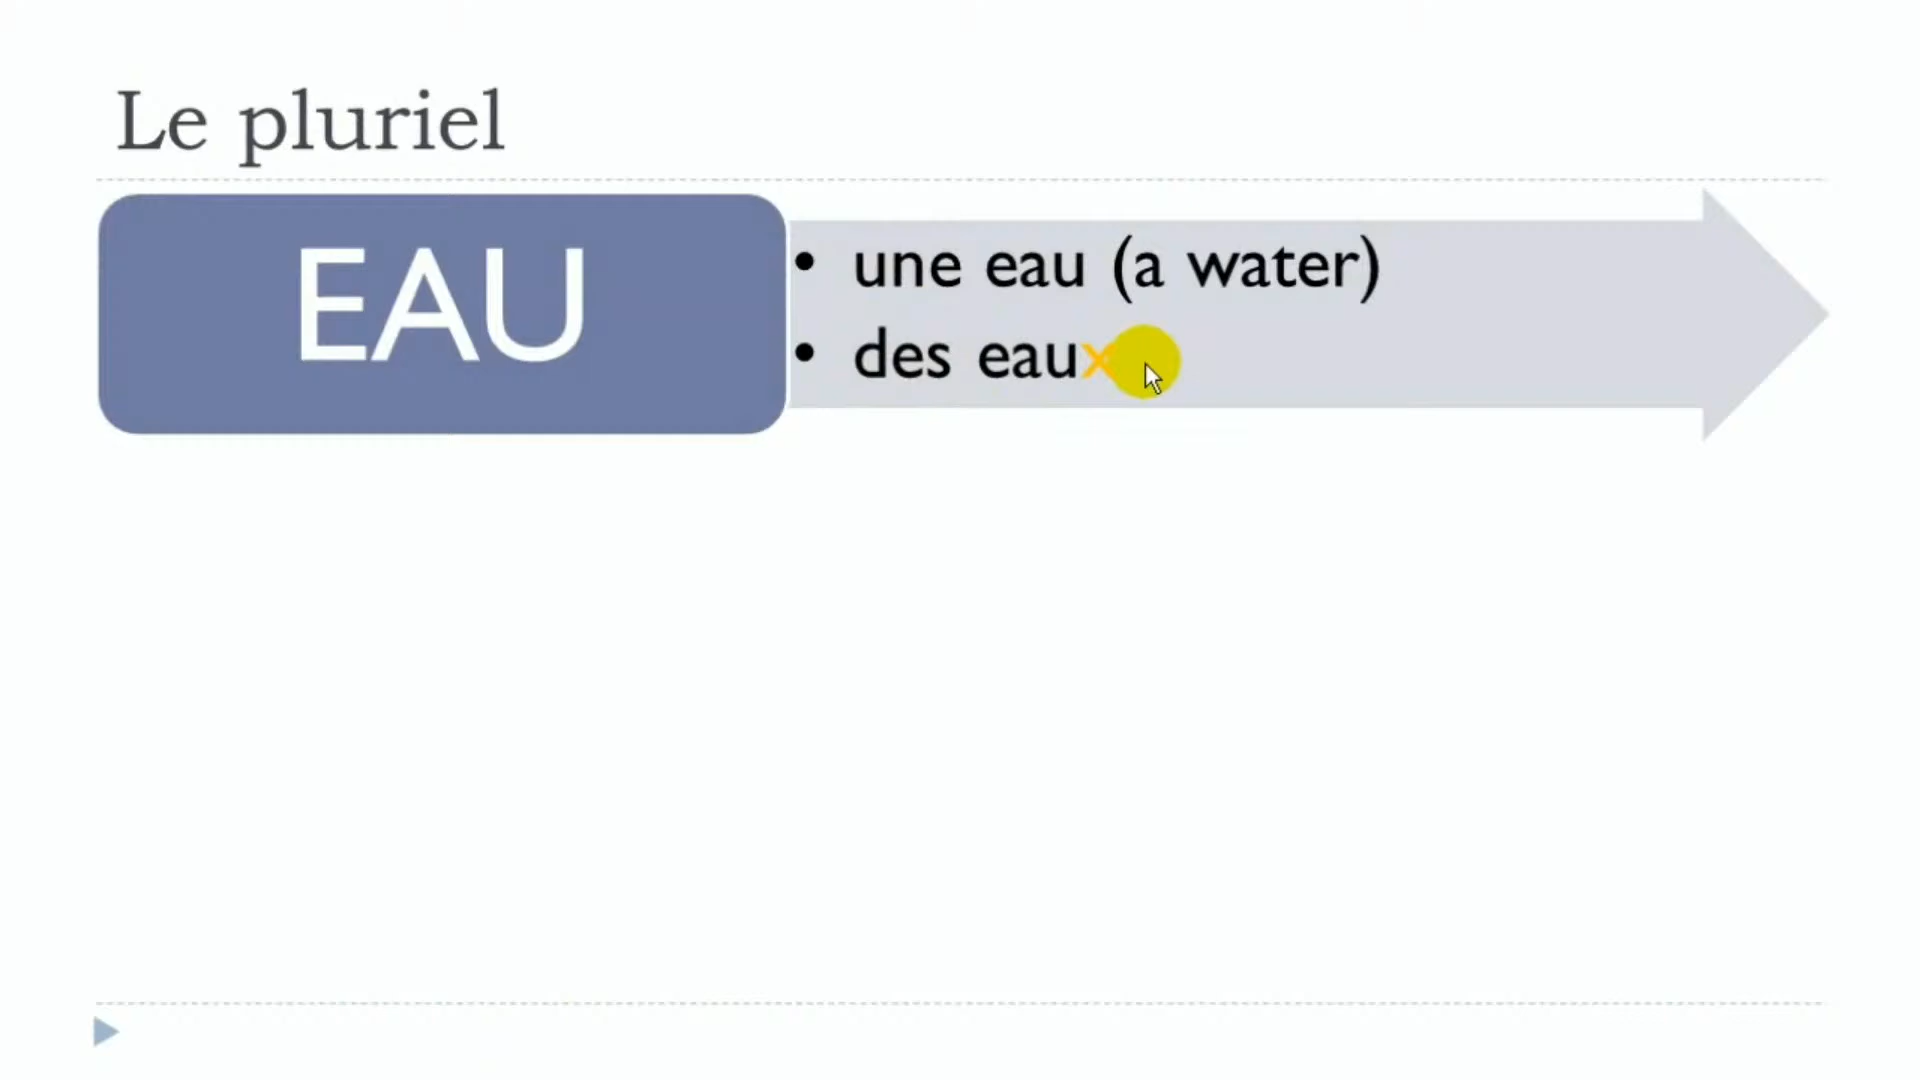 Le pluriel
EAU
• une eau (a water)
• des eaux